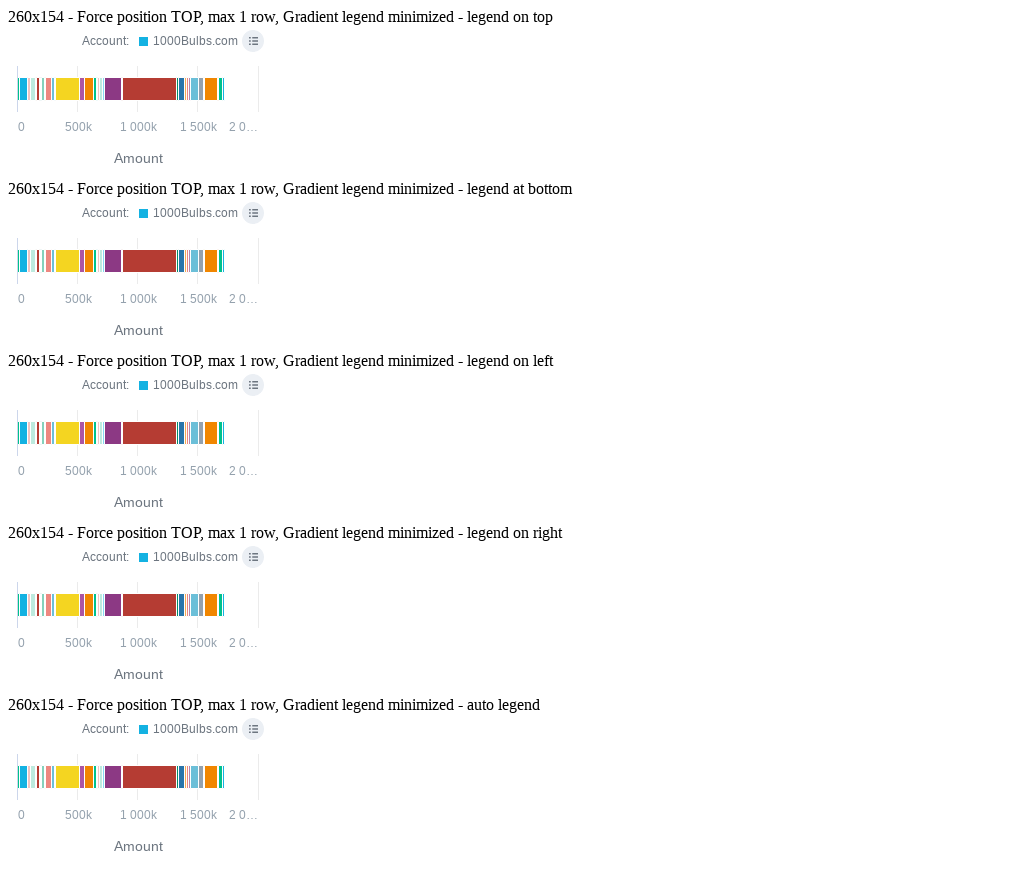 260x154 - Force position TOP, max 1 row, Gradient legend minimized - legend on top
Account: 1000Bulbs.com
0 500k 1 000k 1 500k 2 0…
Amount
260x154 - Force position TOP, max 1 row, Gradient legend minimized - legend at bottom
Account: 1000Bulbs.com
0 500k 1 000k 1 500k 2 0…
Amount
260x154 - Force position TOP, max 1 row, Gradient legend minimized - legend on left
Account: 1000Bulbs.com
0 500k 1 000k 1 500k 2 0…
Amount
260x154 - Force position TOP, max 1 row, Gradient legend minimized - legend on right
Account: 1000Bulbs.com
0 500k 1 000k 1 500k 2 0…
Amount
260x154 - Force position TOP, max 1 row, Gradient legend minimized - auto legend
Account: 1000Bulbs.com
0 500k 1 000k 1 500k 2 0…
Amount